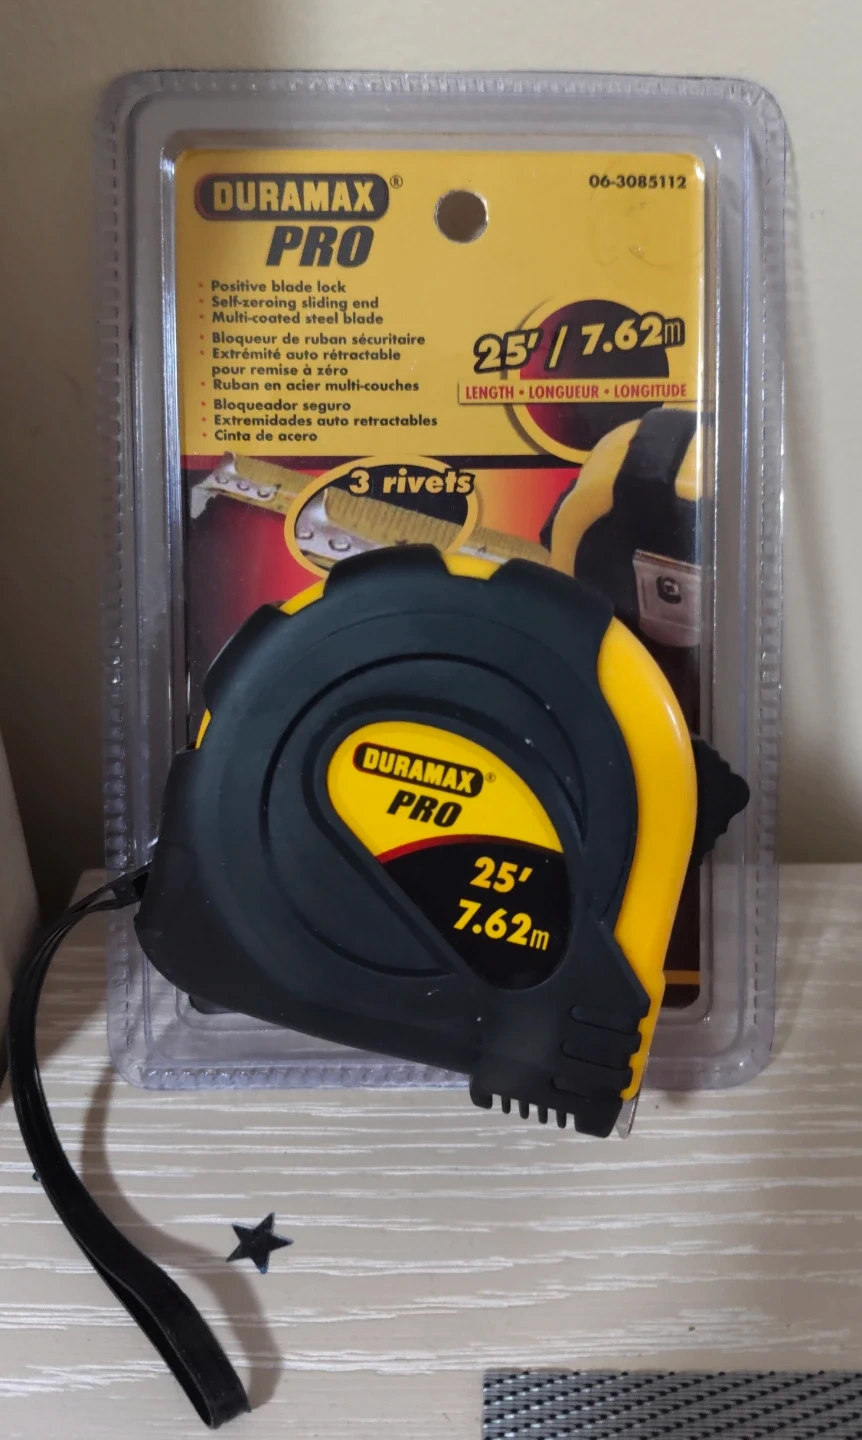 DURAMAX®
PRO
06-3085112
• Positive blade lock
• Self-zeroing sliding end
• Multi-coated steel blade
• Bloqueur de ruban sécuritaire
• Extrémité auto rétractable
pour remise à zéro
• Ruban en acier multi-couches
• Bloqueador seguro
• Extremidades auto retractables
• Cinta de acero
25' / 7.62m
LENGTH • LONGUEUR • LONGITUDE
3 rivets
DURAMAX®
PRO
25'
7.62m